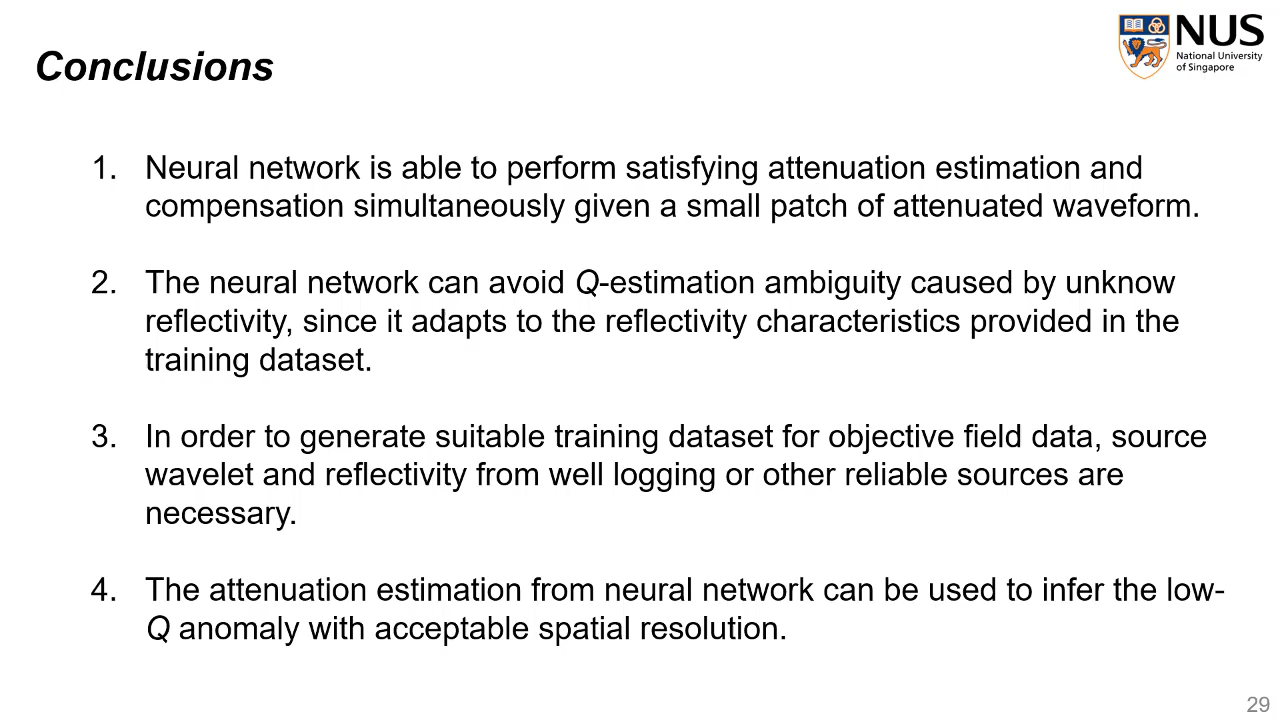 Conclusions
NUS
National University
of Singapore
1. Neural network is able to perform satisfying attenuation estimation and
compensation simultaneously given a small patch of attenuated waveform.
2. The neural network can avoid Q-estimation ambiguity caused by unknow
reflectivity, since it adapts to the reflectivity characteristics provided in the
training dataset.
3. In order to generate suitable training dataset for objective field data, source
wavelet and reflectivity from well logging or other reliable sources are
necessary.
4. The attenuation estimation from neural network can be used to infer the low-
Q anomaly with acceptable spatial resolution.
29